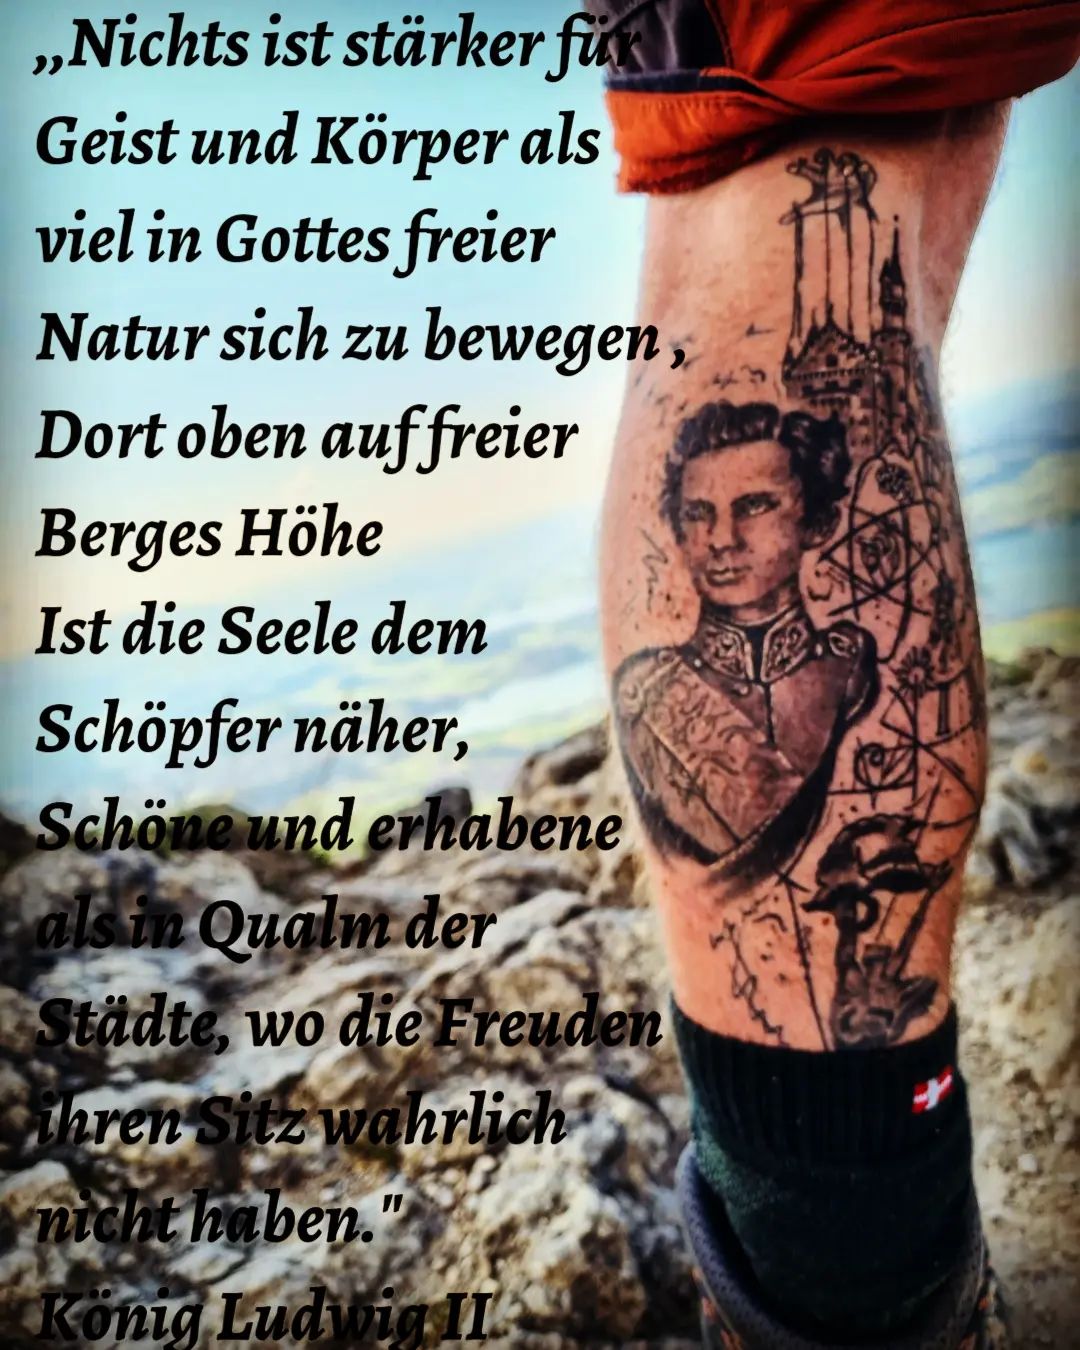 ,,Nichts ist stärker für
Geist und Körper als
viel in Gottes freier
Natur sich zu bewegen ,
Dort oben auf freier
Berges Höhe
Ist die Seele dem
Schöpfer näher,
Schöne und erhabene
als in Qualm der
Städte, wo die Freuden
ihren Sitz wahrlich
nicht haben."
König Ludwig II